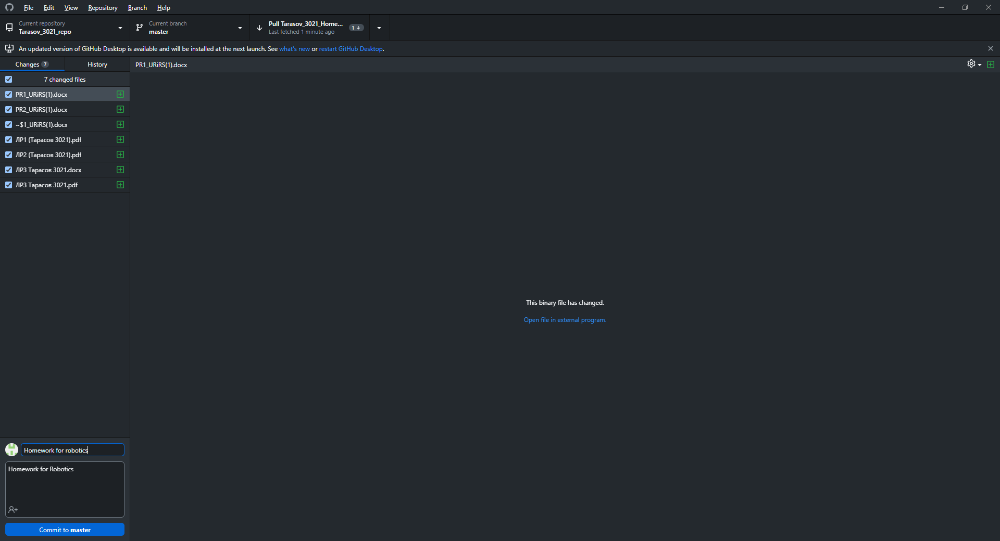 File Edit View Repository Branch Help
Current repository
Tarasov_3021_repo
Current branch
master
Pull Tarasov_3021_Home...
Last fetched 1 minute ago
1
An updated version of GitHub Desktop is available and will be installed at the next launch. See what's new or restart GitHub Desktop.
Changes 7
History
PR1_URiRS(1).docx
7 changed files
PR1_URiRS(1).docx
PR2_URiRS(1).docx
~$1_URiRS(1).docx
ЛР1 (Тарасов 3021).pdf
ЛР2 (Тарасов 3021).pdf
ЛР3 Тарасов 3021.docx
ЛР3 Тарасов 3021.pdf
This binary file has changed.
Open file in external program.
Homework for robotics
Homework for Robotics
Commit to master